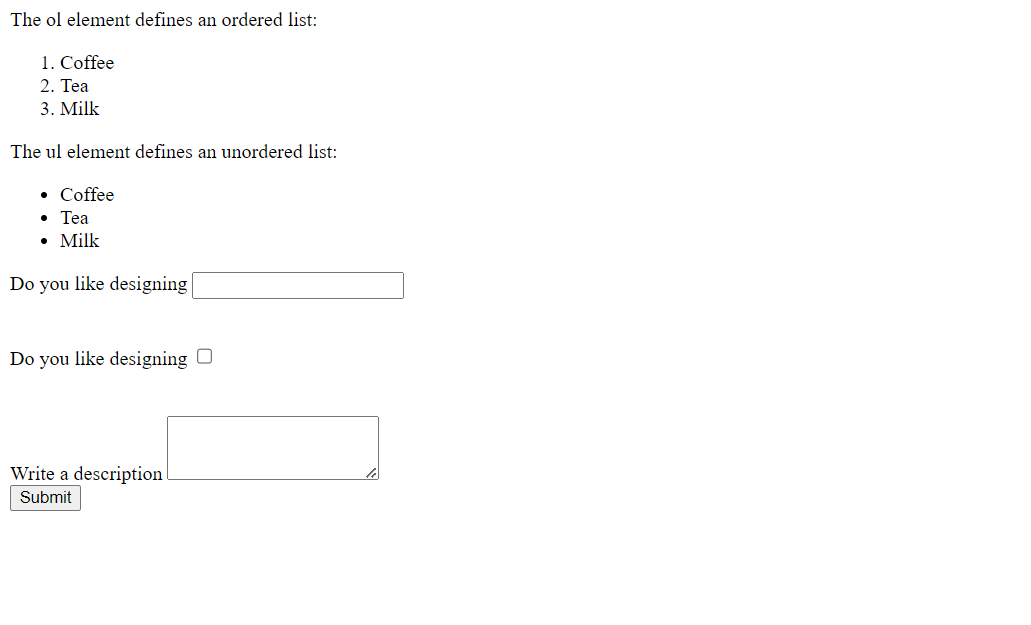 The ol element defines an ordered list:
1. Coffee
2. Tea
3. Milk
The ul element defines an unordered list:
• Coffee
• Tea
• Milk
Do you like designing
Do you like designing
Write a description
Submit